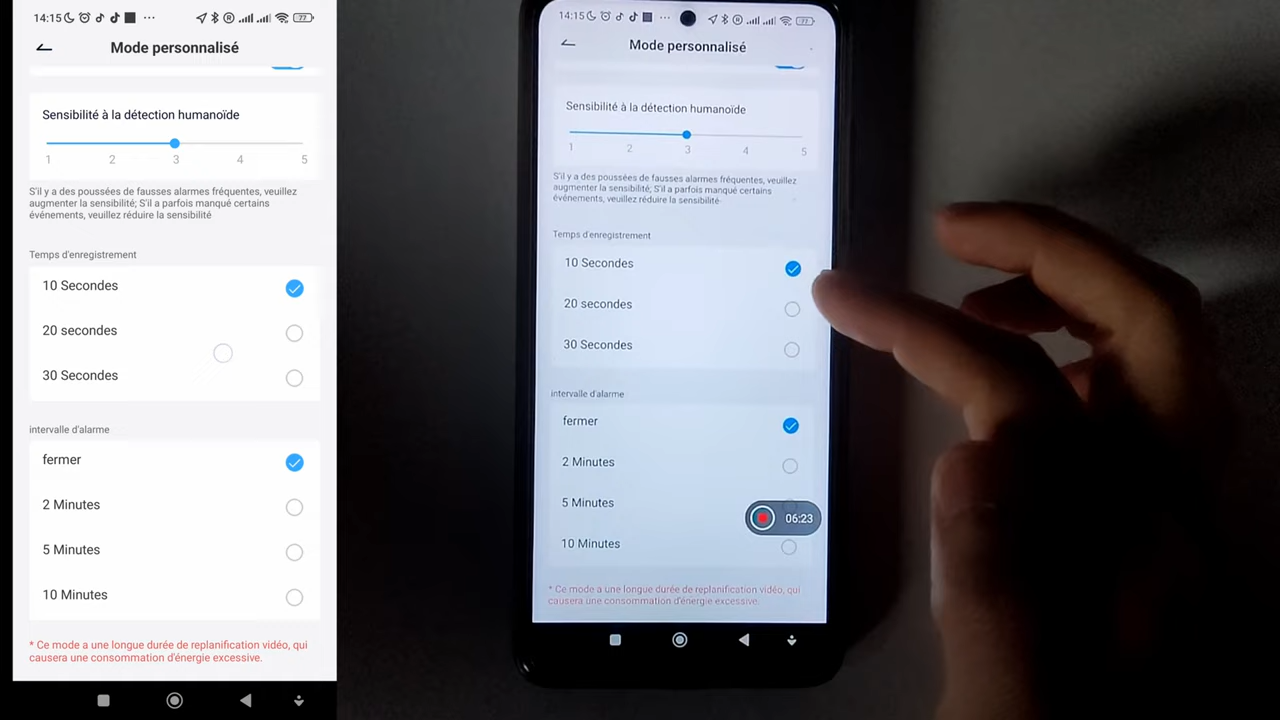 14:15
77
Mode personnalisé
Sensibilité à la détection humanoïde
1 2 3 4 5
S'il y a des poussées de fausses alarmes fréquentes, veuillez
augmenter la sensibilité; S'il a parfois manqué certains
événements, veuillez réduire la sensibilité
Temps d'enregistrement
10 Secondes
20 secondes
30 Secondes
intervalle d'alarme
fermer
2 Minutes
5 Minutes
10 Minutes
* Ce mode a une longue durée de replanification vidéo, qui
causera une consommation d'énergie excessive.
14:15
77
Mode personnalisé
Sensibilité à la détection humanoïde
1 2 3 4 5
S'il y a des poussées de fausses alarmes fréquentes, veuillez
augmenter la sensibilité; S'il a parfois manqué certains
événements, veuillez réduire la sensibilité
Temps d'enregistrement
10 Secondes
20 secondes
30 Secondes
intervalle d'alarme
fermer
2 Minutes
5 Minutes
06:23
10 Minutes
* Ce mode a une longue durée de replanification vidéo, qui
causera une consommation d'énergie excessive.